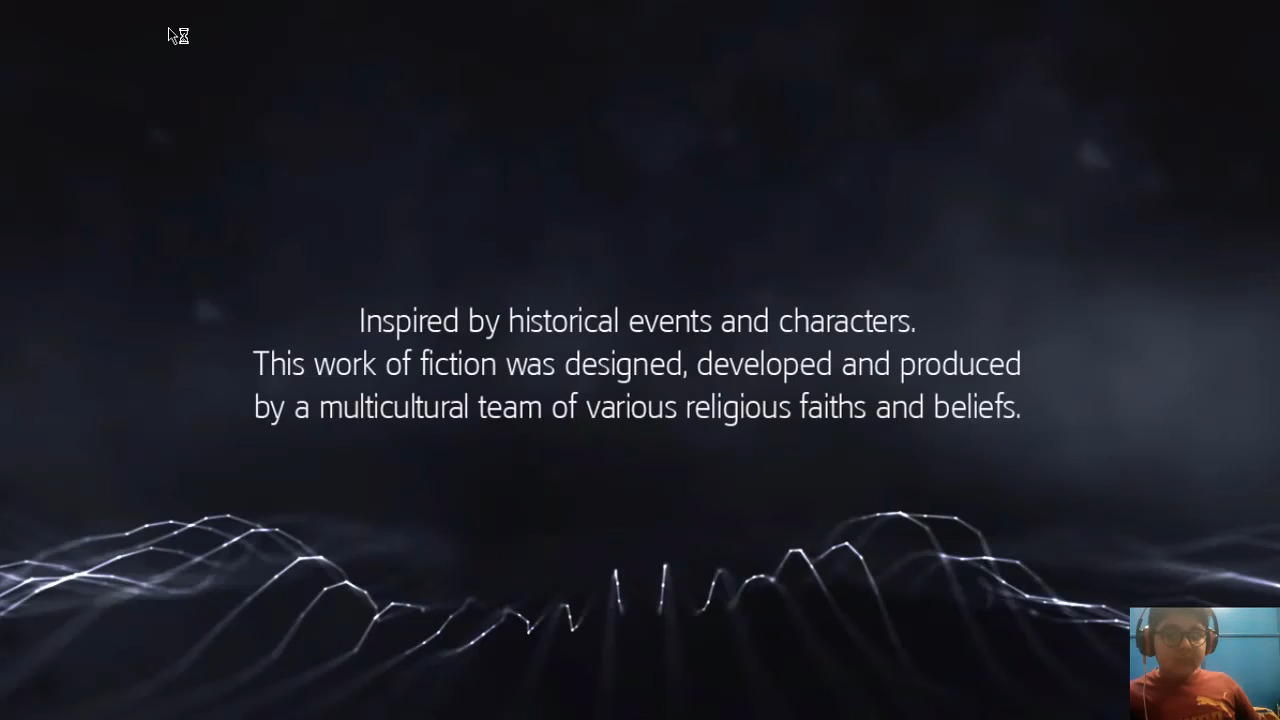 Inspired by historical events and characters.
This work of fiction was designed, developed and produced
by a multicultural team of various religious faiths and beliefs.